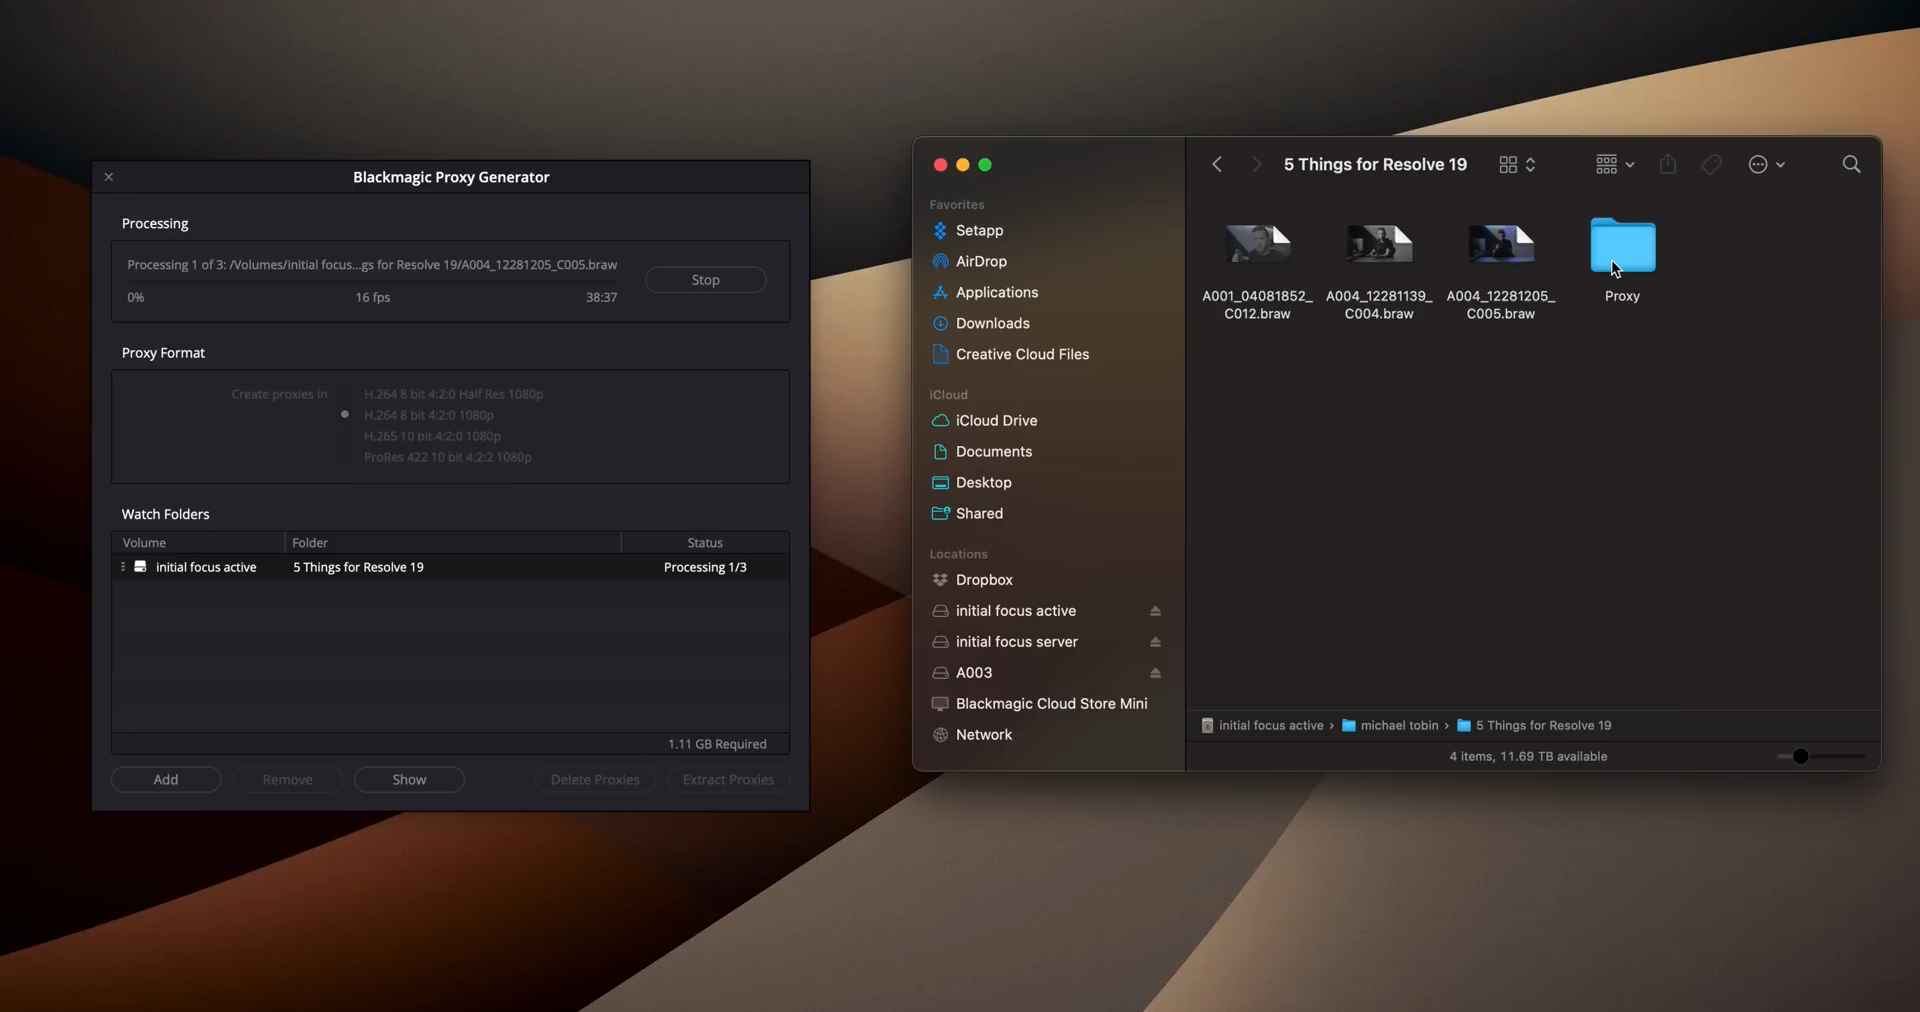 Blackmagic Proxy Generator
Processing
Processing 1 of 3: /Volumes/initial focus...gs for Resolve 19/A004_12281205_C005.braw
0%
16 fps
38:37
Stop
Proxy Format
Create proxies in
H.264 8 bit 4:2:0 Half Res 1080p
H.264 8 bit 4:2:0 1080p
H.265 10 bit 4:2:0 1080p
ProRes 422 10 bit 4:2:2 1080p
Watch Folders
Volume Folder Status
initial focus active 5 Things for Resolve 19 Processing 1/3
1.11 GB Required
Add Remove Show Delete Proxies Extract Proxies
5 Things for Resolve 19
Favorites
Setapp
AirDrop
Applications
Downloads
Creative Cloud Files
iCloud
iCloud Drive
Documents
Desktop
Shared
Locations
Dropbox
initial focus active
initial focus server
A003
Blackmagic Cloud Store Mini
Network
A001_04081852_
C012.braw
A004_12281139_
C004.braw
A004_12281205_
C005.braw
Proxy
initial focus active › michael tobin › 5 Things for Resolve 19
4 items, 11.69 TB available